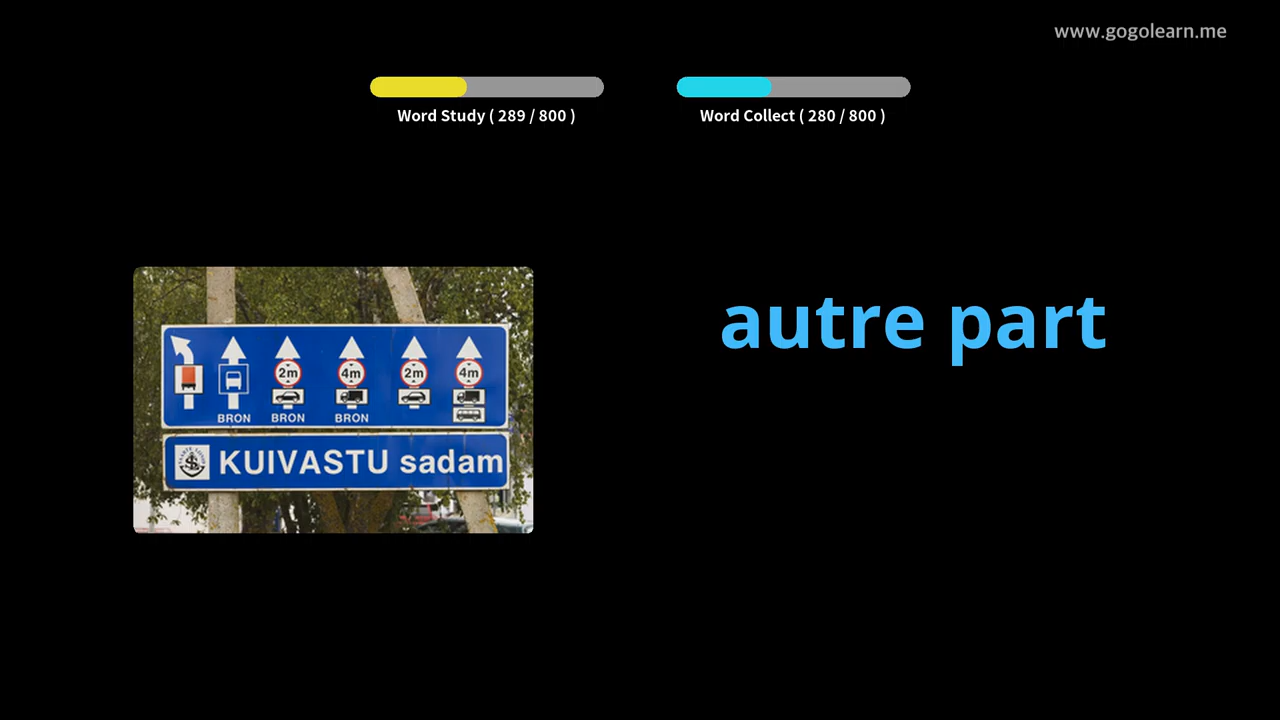 www.gogolearn.me
Word Study ( 289 / 800 )
Word Collect ( 280 / 800 )
autre part
2m 4m 2m 4m
BRON BRON BRON
KUIVASTU sadam